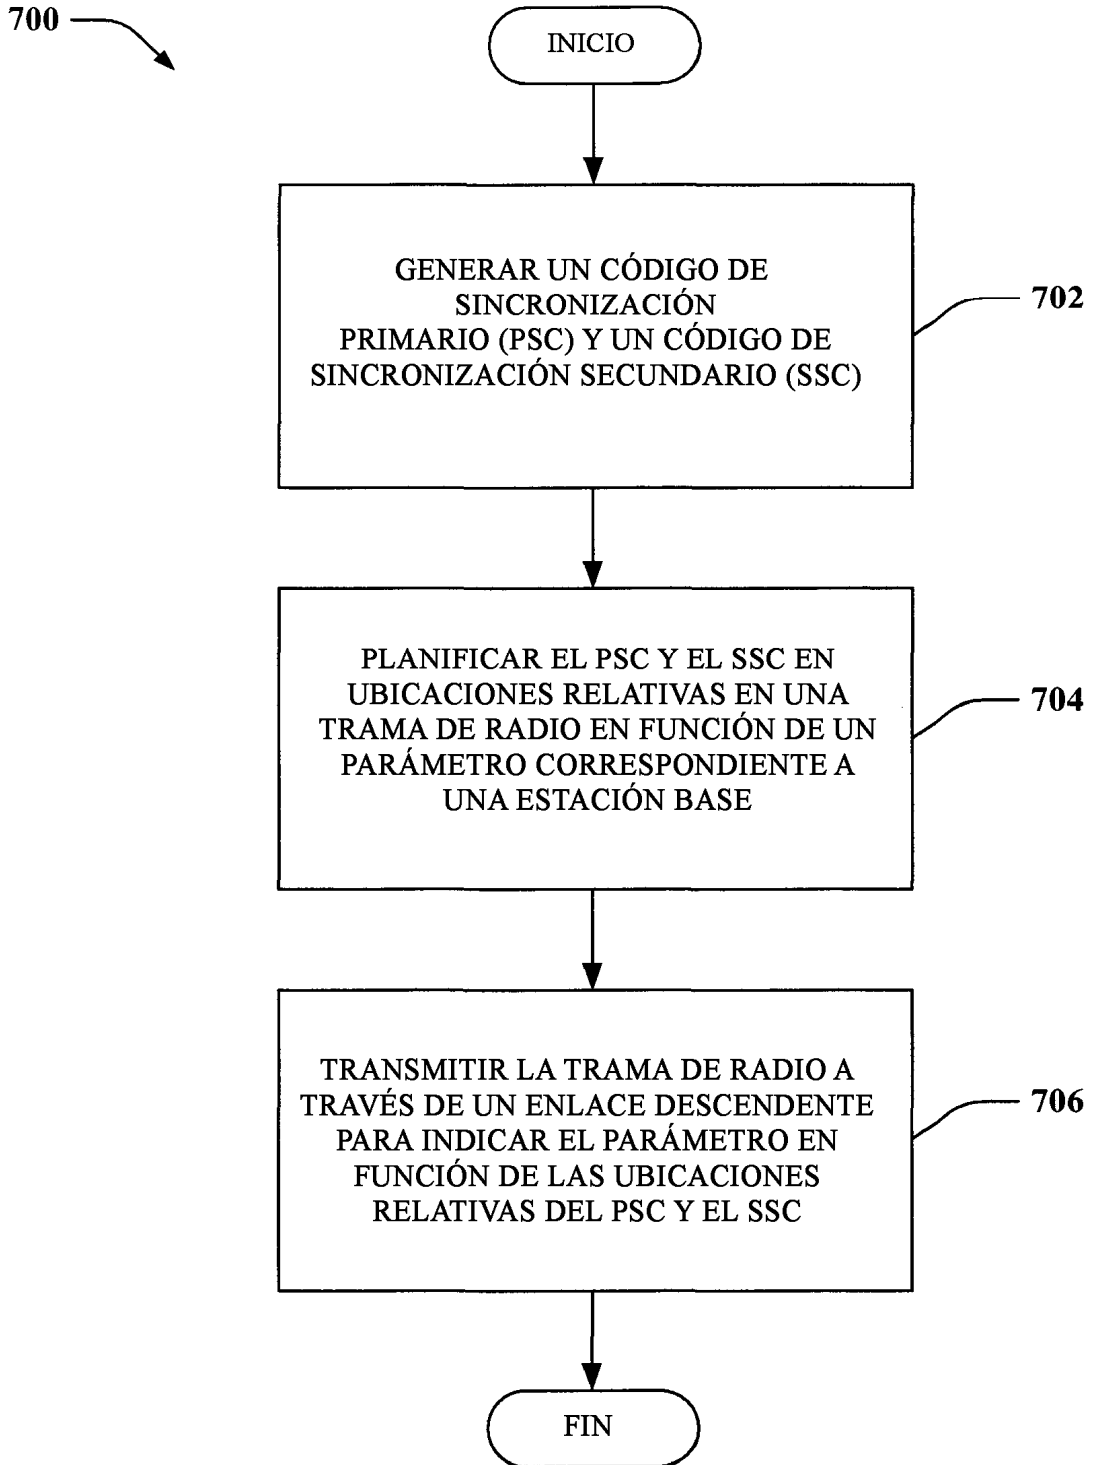 700
INICIO
GENERAR UN CÓDIGO DE
SINCRONIZACIÓN
PRIMARIO (PSC) Y UN CÓDIGO DE
SINCRONIZACIÓN SECUNDARIO (SSC)
702
PLANIFICAR EL PSC Y EL SSC EN
UBICACIONES RELATIVAS EN UNA
TRAMA DE RADIO EN FUNCIÓN DE UN
PARÁMETRO CORRESPONDIENTE A
UNA ESTACIÓN BASE
704
TRANSMITIR LA TRAMA DE RADIO A
TRAVÉS DE UN ENLACE DESCENDENTE
PARA INDICAR EL PARÁMETRO EN
FUNCIÓN DE LAS UBICACIONES
RELATIVAS DEL PSC Y EL SSC
706
FIN